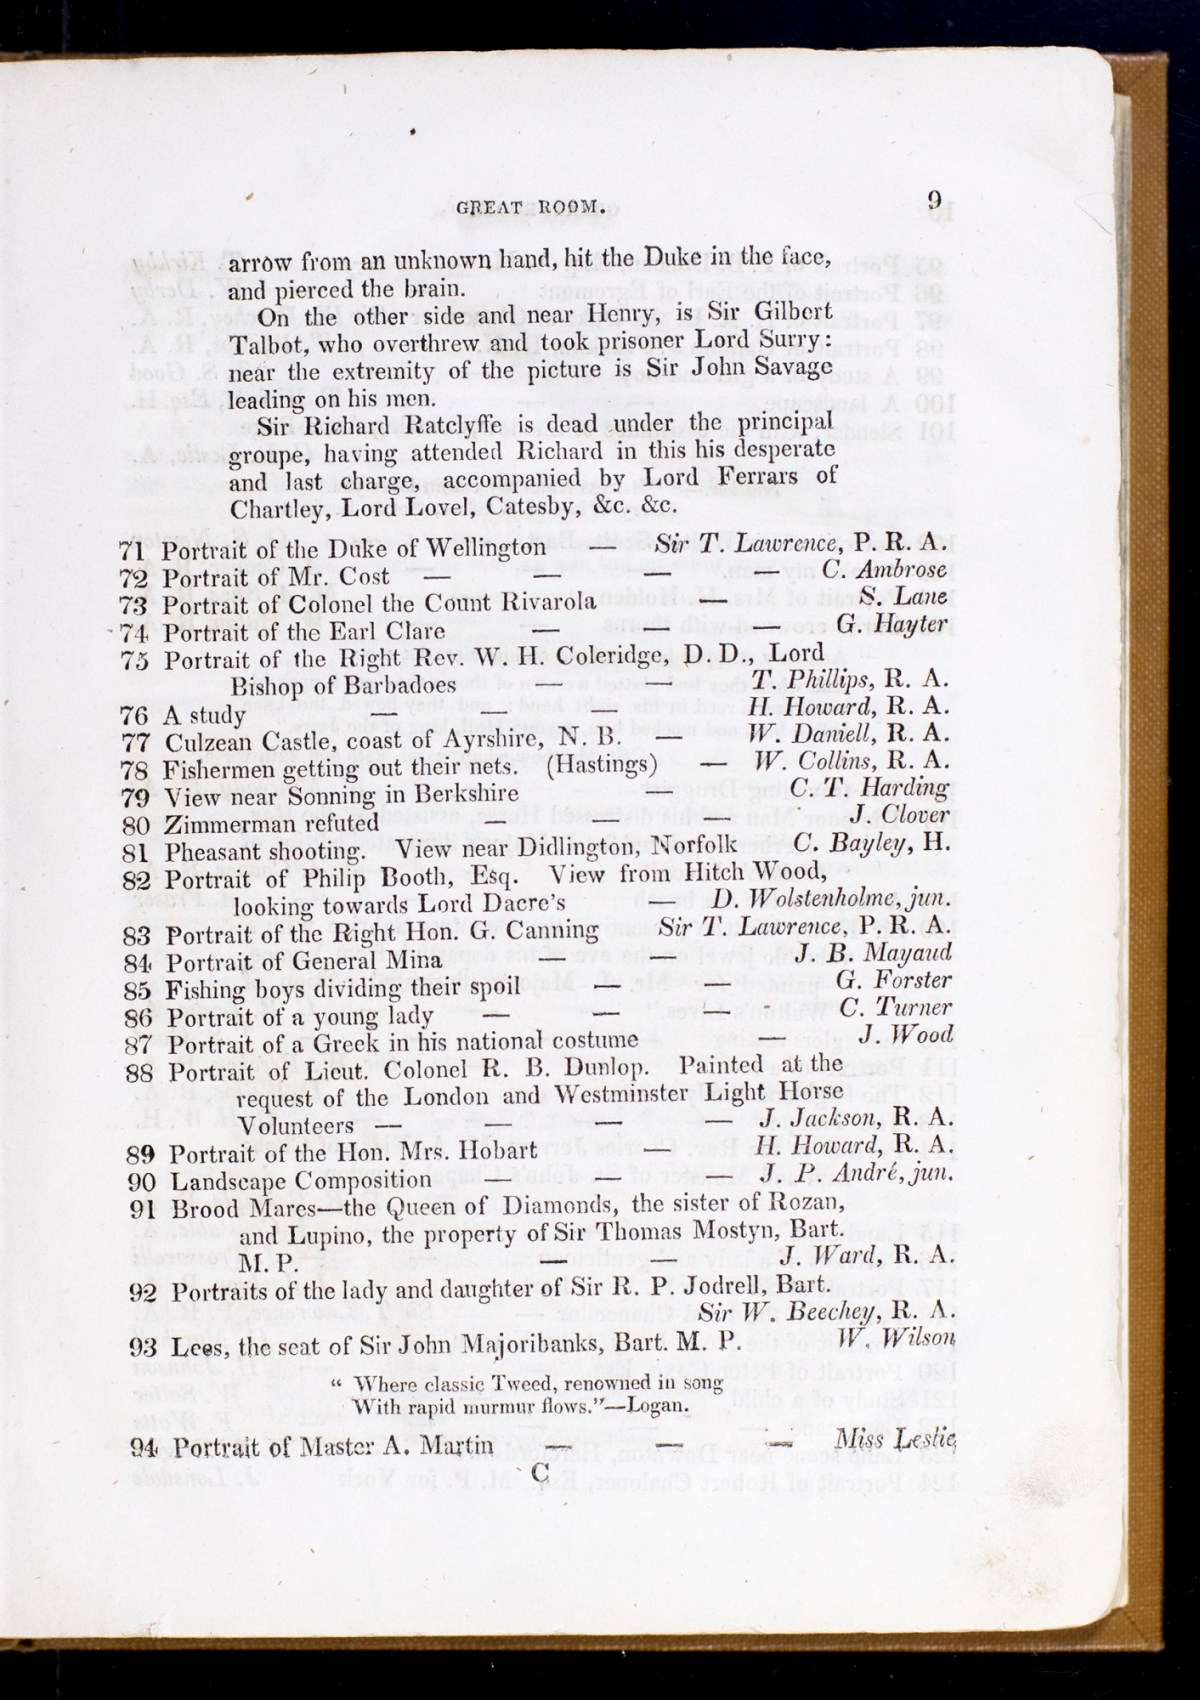 GREAT ROOM. 9
arrow from an unknown hand, hit the Duke in the face,
and pierced the brain.
On the other side and near Henry, is Sir Gilbert
Talbot, who overthrew and took prisoner Lord Surry:
near the extremity of the picture is Sir John Savage
leading on his men.
Sir Richard Ratclyffe is dead under the principal
groupe, having attended Richard in this his desperate
and last charge, accompanied by Lord Ferrars of
Chartley, Lord Lovel, Catesby, &c. &c.
71 Portrait of the Duke of Wellington — Sir T. Lawrence, P. R. A.
72 Portrait of Mr. Cost — — — — C. Ambrose
73 Portrait of Colonel the Count Rivarola — S. Lane
74 Portrait of the Earl Clare — — — G. Hayter
75 Portrait of the Right Rev. W. H. Coleridge, D. D., Lord
Bishop of Barbadoes — — T. Phillips, R. A.
76 A study — — H. Howard, R. A.
77 Culzean Castle, coast of Ayrshire, N. B. — W. Daniell, R. A.
78 Fishermen getting out their nets. (Hastings) — W. Collins, R. A.
79 View near Sonning in Berkshire — C. T. Harding
80 Zimmerman refuted — — — J. Clover
81 Pheasant shooting. View near Didlington, Norfolk C. Bayley, H.
82 Portrait of Philip Booth, Esq. View from Hitch Wood,
looking towards Lord Dacre's — D. Wolstenholme, jun.
83 Portrait of the Right Hon. G. Canning Sir T. Lawrence, P. R. A.
84 Portrait of General Mina — — J. B. Mayaud
85 Fishing boys dividing their spoil — — G. Forster
86 Portrait of a young lady — — — C. Turner
87 Portrait of a Greek in his national costume — J. Wood
88 Portrait of Lieut. Colonel R. B. Dunlop. Painted at the
request of the London and Westminster Light Horse
Volunteers — — — — J. Jackson, R. A.
89 Portrait of the Hon. Mrs. Hobart — H. Howard, R. A.
90 Landscape Composition — — — J. P. André, jun.
91 Brood Mares—the Queen of Diamonds, the sister of Rozan,
and Lupino, the property of Sir Thomas Mostyn, Bart.
M. P. — — J. Ward, R. A.
92 Portraits of the lady and daughter of Sir R. P. Jodrell, Bart.
Sir W. Beechey, R. A.
93 Lees, the seat of Sir John Majoribanks, Bart. M. P. W. Wilson
" Where classic Tweed, renowned in song
With rapid murmur flows."—Logan.
94 Portrait of Master A. Martin — — — Miss Leslie
C